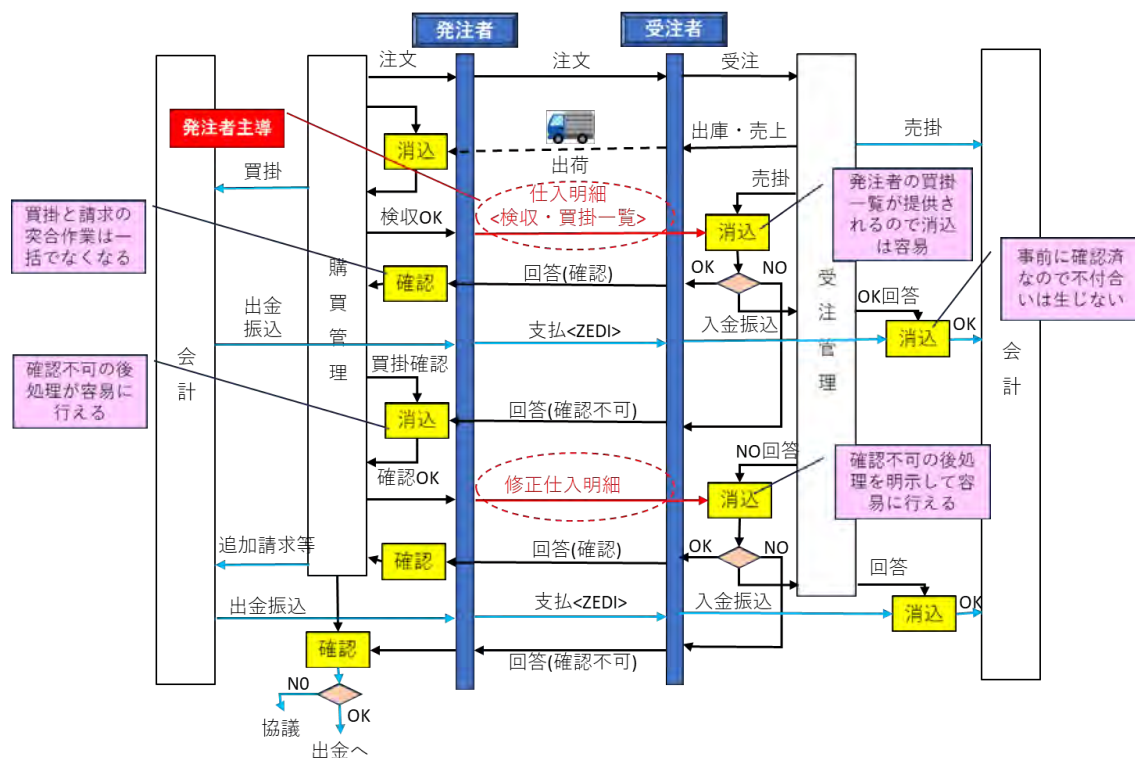 発注者
受注者
注文
注文
受注
発注者主導
消込
出荷
出庫・売上
売掛
買掛
仕入明細
<検収・買掛一覧>
売掛
発注者の買掛
一覧が提供さ
れるので消込
は容易
買掛と請求の
突合作業は一
括でなくなる
検収OK
消込
事前に確認済
なので不付合
いは生じない
確認
回答(確認)
OK
NO
OK回答
出金
振込
支払<ZEDI>
入金振込
消込
OK
会計
購買管理
受注管理
会計
確認不可の後
処理が容易に
行える
買掛確認
消込
回答(確認不可)
確認OK
修正仕入明細
NO回答
消込
確認不可の後処
理を明示して容
易に行える
追加請求等
確認
回答(確認)
OK
NO
回答
出金振込
支払<ZEDI>
入金振込
消込
OK
確認
回答(確認不可)
N0
OK
協議
出金へ